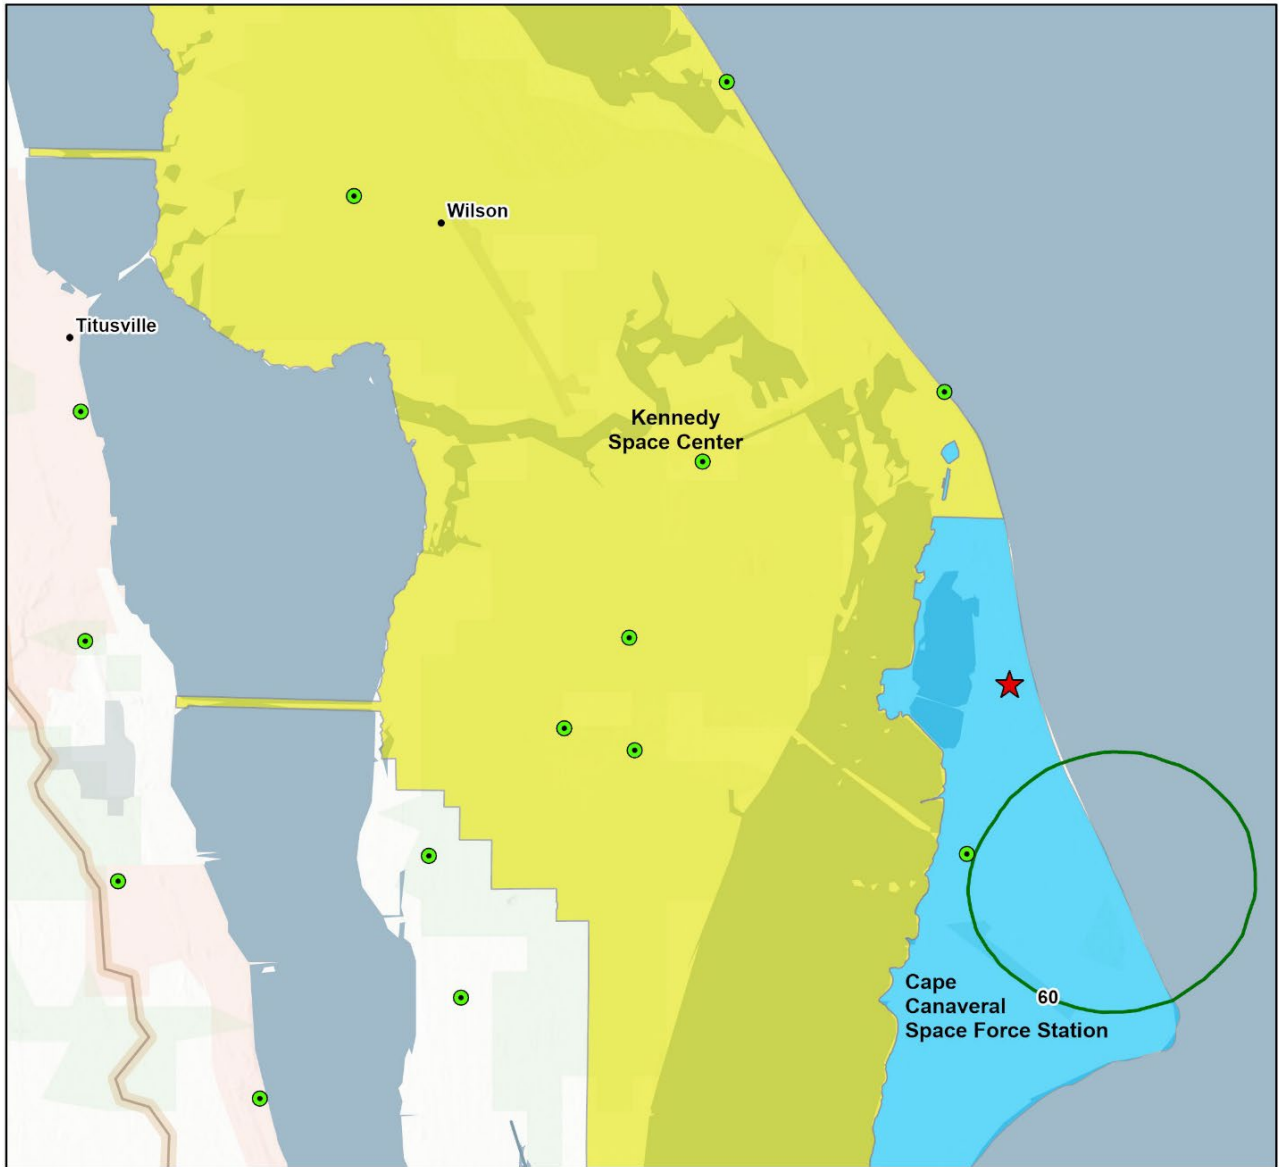 Wilson
Titusville
Kennedy
Space Center
Cape
Canaveral
Space Force Station
60